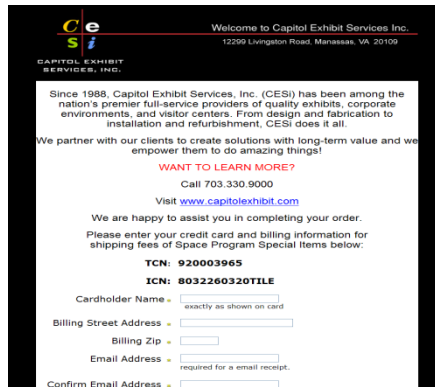 C e
s i
CAPITOL EXHIBIT
SERVICES, INC.
Welcome to Capitol Exhibit Services Inc.
12299 Livingston Road, Manassas, VA 20109
Since 1988, Capitol Exhibit Services, Inc. (CESi) has been among the
nation's premier full-service providers of quality exhibits, corporate
environments, and visitor centers. From design and fabrication to
installation and refurbishment, CESi does it all.
We partner with our clients to create solutions with long-term value and we
empower them to do amazing things!
WANT TO LEARN MORE?
Call 703.330.9000
Visit www.capitolexhibit.com
We are happy to assist you in completing your order.
Please enter your credit card and billing information for
shipping fees of Space Program Special Items below:
TCN: 920003965
ICN: 8032260320TILE
Cardholder Name
exactly as shown on card
Billing Street Address
Billing Zip
Email Address
required for a email receipt.
Confirm Email Address